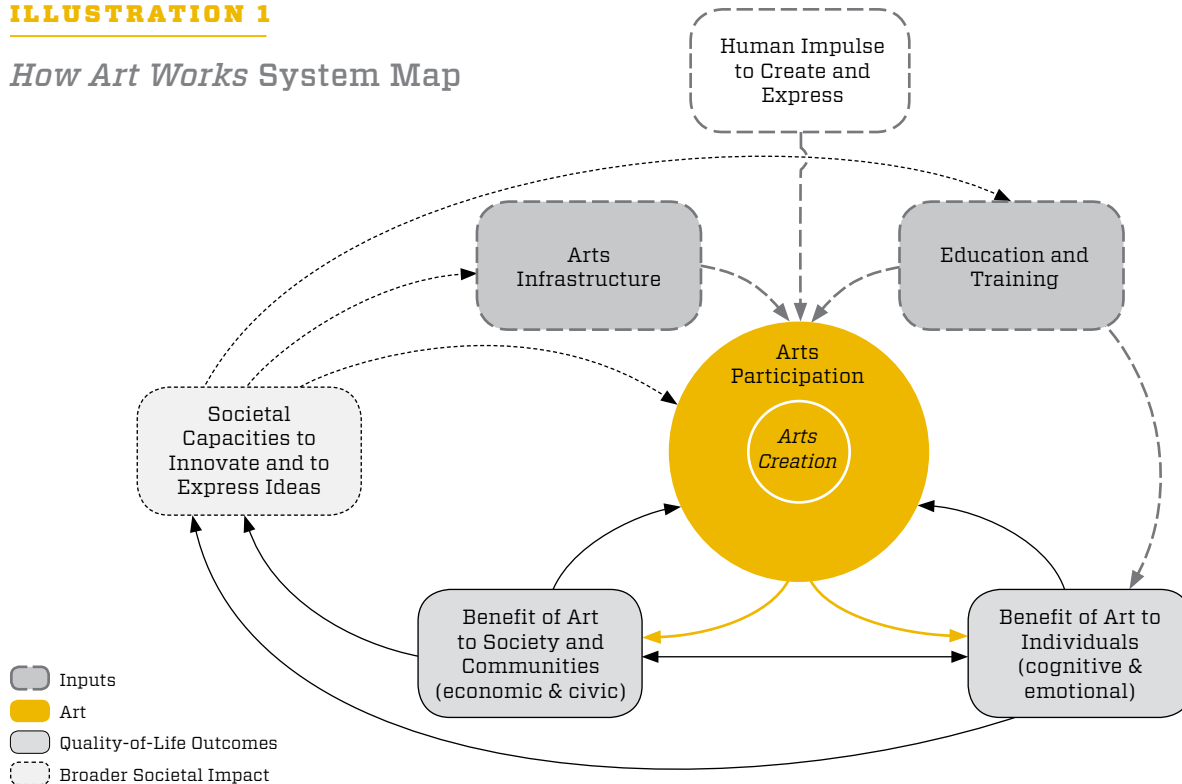 ILLUSTRATION 1
How Art Works System Map
Human Impulse
to Create and
Express
Arts
Infrastructure
Education and
Training
Arts
Participation
Arts
Creation
Societal
Capacities to
Innovate and to
Express Ideas
Benefit of Art
to Society and
Communities
(economic & civic)
Benefit of Art to
Individuals
(cognitive &
emotional)
Inputs
Art
Quality-of-Life Outcomes
Broader Societal Impact